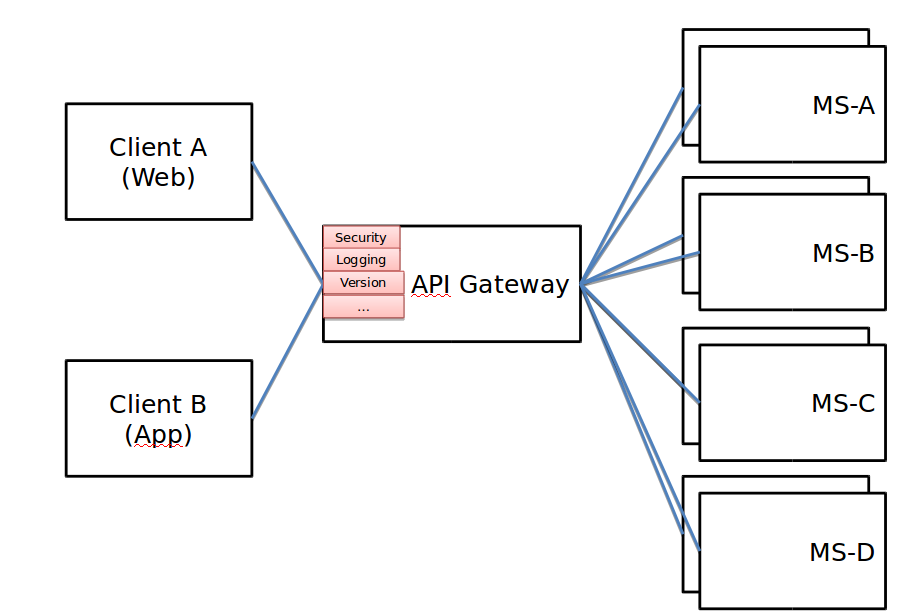 Client A
(Web)
Client B
(App)
Security
Logging
Version
...
API Gateway
MS-A
MS-B
MS-C
MS-D